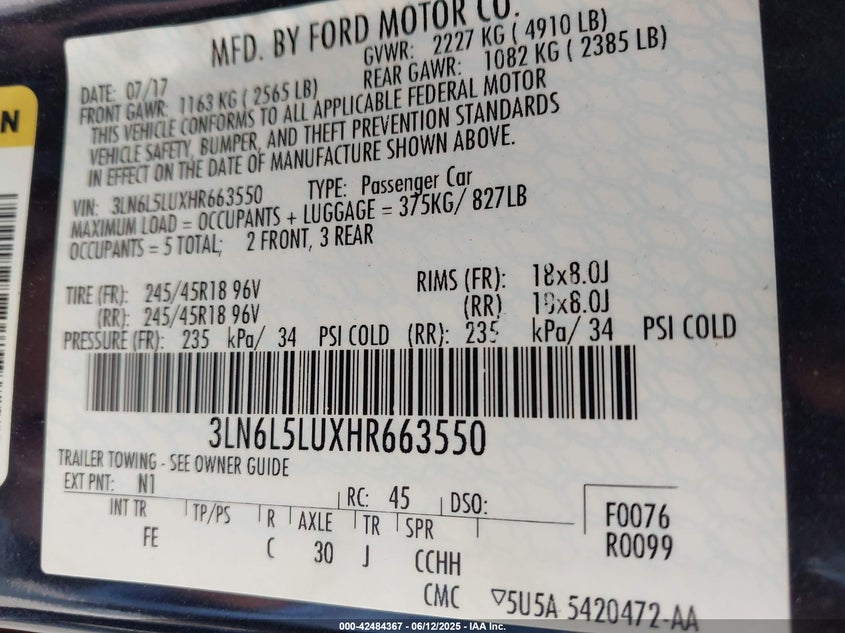 MFD. BY FORD MOTOR CO.
DATE: 07/17 GVWR: 2227 KG ( 4910 LB)
FRONT GAWR: 1163 KG ( 2565 LB) REAR GAWR: 1082 KG ( 2385 LB)
THIS VEHICLE CONFORMS TO ALL APPLICABLE FEDERAL MOTOR
VEHICLE SAFETY, BUMPER, AND THEFT PREVENTION STANDARDS
IN EFFECT ON THE DATE OF MANUFACTURE SHOWN ABOVE.
VIN: 3LN6L5LUXHR663550 TYPE: Passenger Car
MAXIMUM LOAD = OCCUPANTS + LUGGAGE = 375KG/ 827LB
OCCUPANTS = 5 TOTAL; 2 FRONT, 3 REAR
TIRE (FR): 245/45R18 96V RIMS (FR): 18x8.0J
(RR): 245/45R18 96V (RR) 18x8.0J
PRESSURE (FR): 235 kPa/ 34 PSI COLD (RR): 235 kPa/ 34 PSI COLD
3LN6L5LUXHR663550
TRAILER TOWING - SEE OWNER GUIDE
EXT PNT: N1 RC: 45 DSO:
INT TR TP/PS R AXLE TR SPR F0076
FE C 30 J CCHH R0099
CMC ▽5U5A 5420472-AA
N
000-42484367 - 06/12/2025 - IAA Inc.